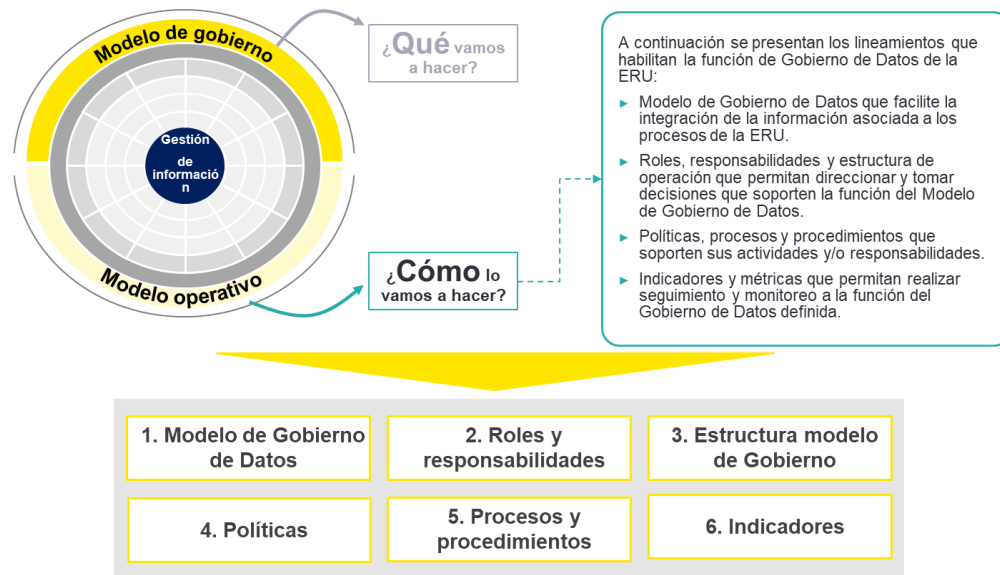 Modelo de gobierno
Gestión
de
informació
n
Modelo operativo
¿Qué vamos
a hacer?
¿Cómo lo
vamos a hacer?
A continuación se presentan los lineamientos que
habilitan la función de Gobierno de Datos de la
ERU:
► Modelo de Gobierno de Datos que facilite la
integración de la información asociada a los
procesos de la ERU.
► Roles, responsabilidades y estructura de
operación que permitan direccionar y tomar
decisiones que soporten la función del Modelo
de Gobierno de Datos.
► Políticas, procesos y procedimientos que
soporten sus actividades y/o responsabilidades.
► Indicadores y métricas que permitan realizar
seguimiento y monitoreo a la función del
Gobierno de Datos definida.
1. Modelo de Gobierno
de Datos
2. Roles y
responsabilidades
3. Estructura modelo
de Gobierno
4. Políticas
5. Procesos y
procedimientos
6. Indicadores